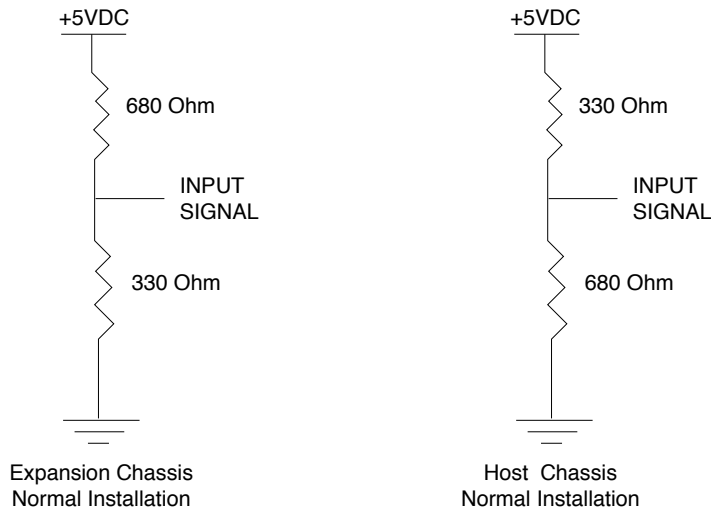 +5VDC
680 Ohm
INPUT
SIGNAL
330 Ohm
Expansion Chassis
Normal Installation
+5VDC
330 Ohm
INPUT
SIGNAL
680 Ohm
Host Chassis
Normal Installation